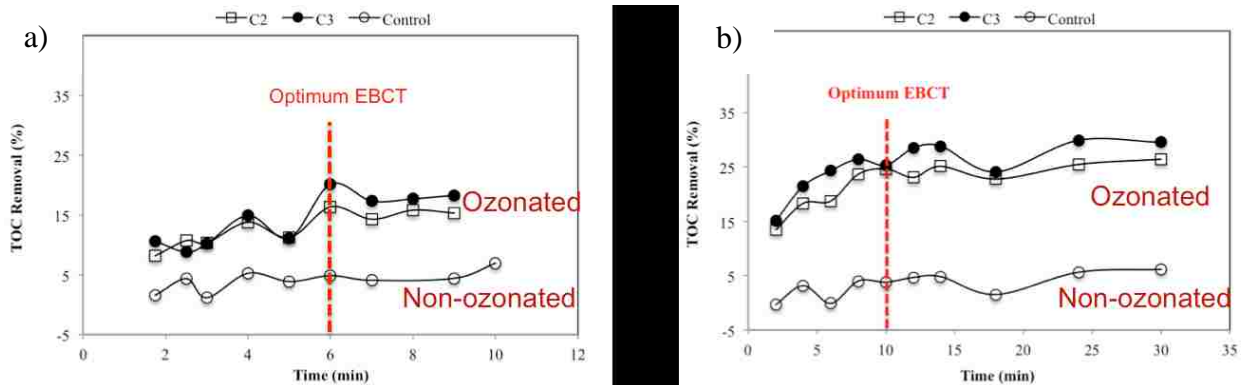 C2 C3 Control
a)
35
25
15
5
-5
TOC Removal (%)
Optimum EBCT
Ozonated
Non-ozonated
0 2 4 6 8 10 12
Time (min)
C2 C3 Control
b)
35
25
15
5
-5
TOC Removal (%)
Optimum EBCT
Ozonated
Non-ozonated
0 5 10 15 20 25 30 35
Time (min)